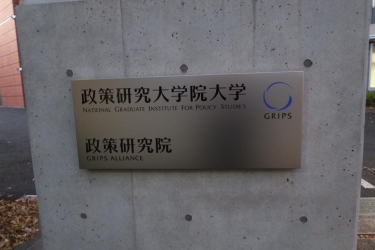 政策研究大学院大学
NATIONAL GRADUATE INSTITUTE FOR POLICY STUDIES
GRIPS
政策研究院
GRIPS ALLIANCE